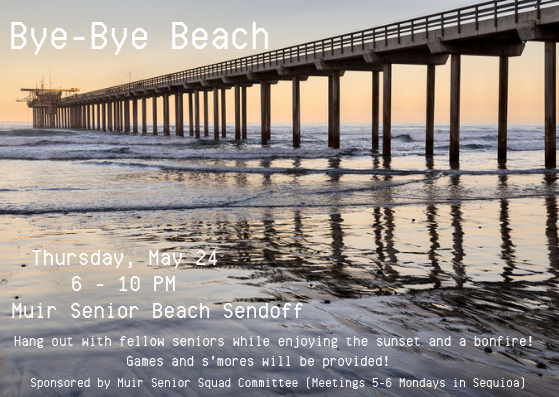 Bye-Bye Beach
Thursday, May 24
6 - 10 PM
Muir Senior Beach Sendoff
Hang out with fellow seniors while enjoying the sunset and a bonfire!
Games and s'mores will be provided!
Sponsored by Muir Senior Squad Committee (Meetings 5-6 Mondays in Sequioa)